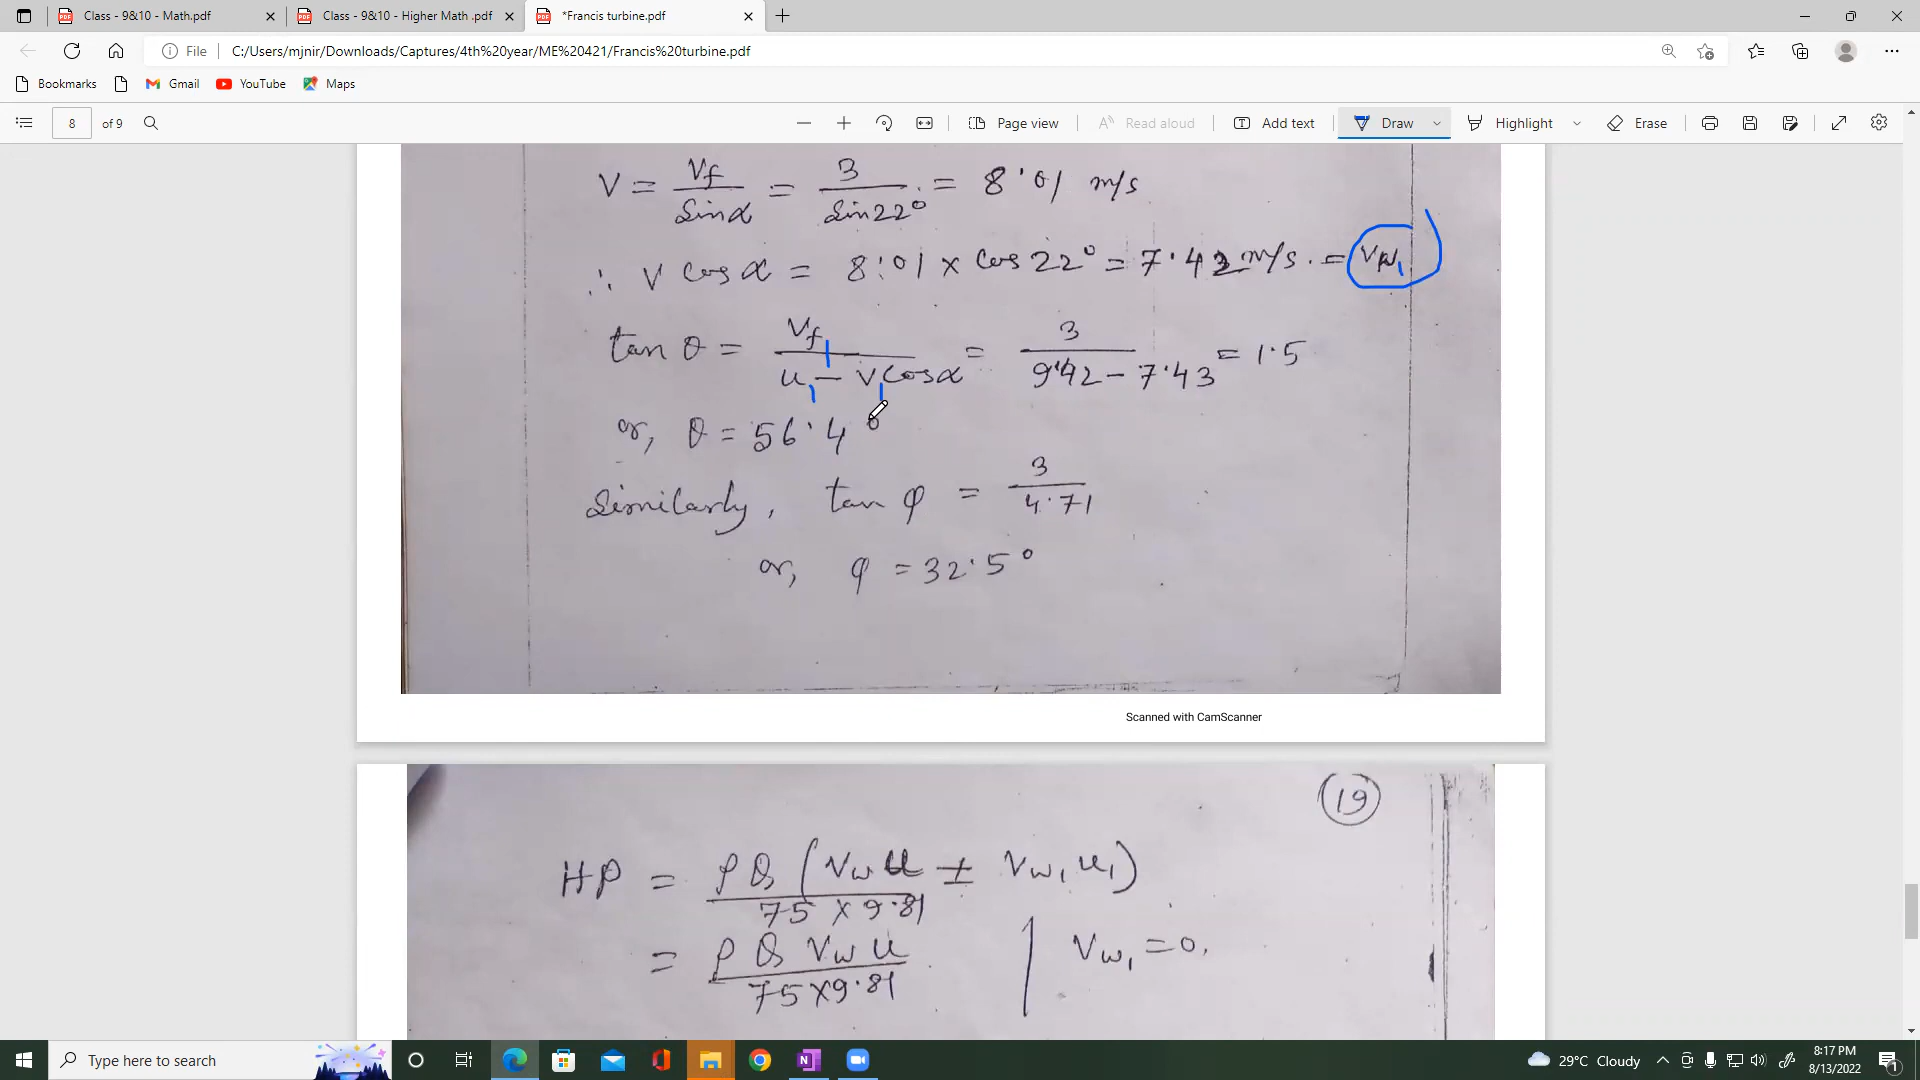 Class - 9&10 - Math.pdf
Class - 9&10 - Higher Math .pdf
*Francis turbine.pdf
File
C:/Users/mjnir/Downloads/Captures/4th%20year/ME%20421/Francis%20turbine.pdf
Bookmarks
Gmail
YouTube
Maps
8 of 9
Page view
Read aloud
Add text
Draw
Highlight
Erase
V = Vf / Sinα = 3 / Sin22° = 8.01 m/s
∴ V Cosα = 8.01 x Cos 22° = 7.43 m/s. = Vw1
tan θ = Vf1 / u1 - V1Cosα = 3 / 9.42 - 7.43 = 1.5
or, θ = 56.4°
Similarly, tan φ = 3 / 4.71
or, φ = 32.5°
Scanned with CamScanner
19
HP = ρQ (Vw u ± Vw1 u1) / 75 x 9.81
= ρ Q Vw u / 75 x 9.81 | Vw1 = 0.
Type here to search
29°C Cloudy
8:17 PM
8/13/2022
1